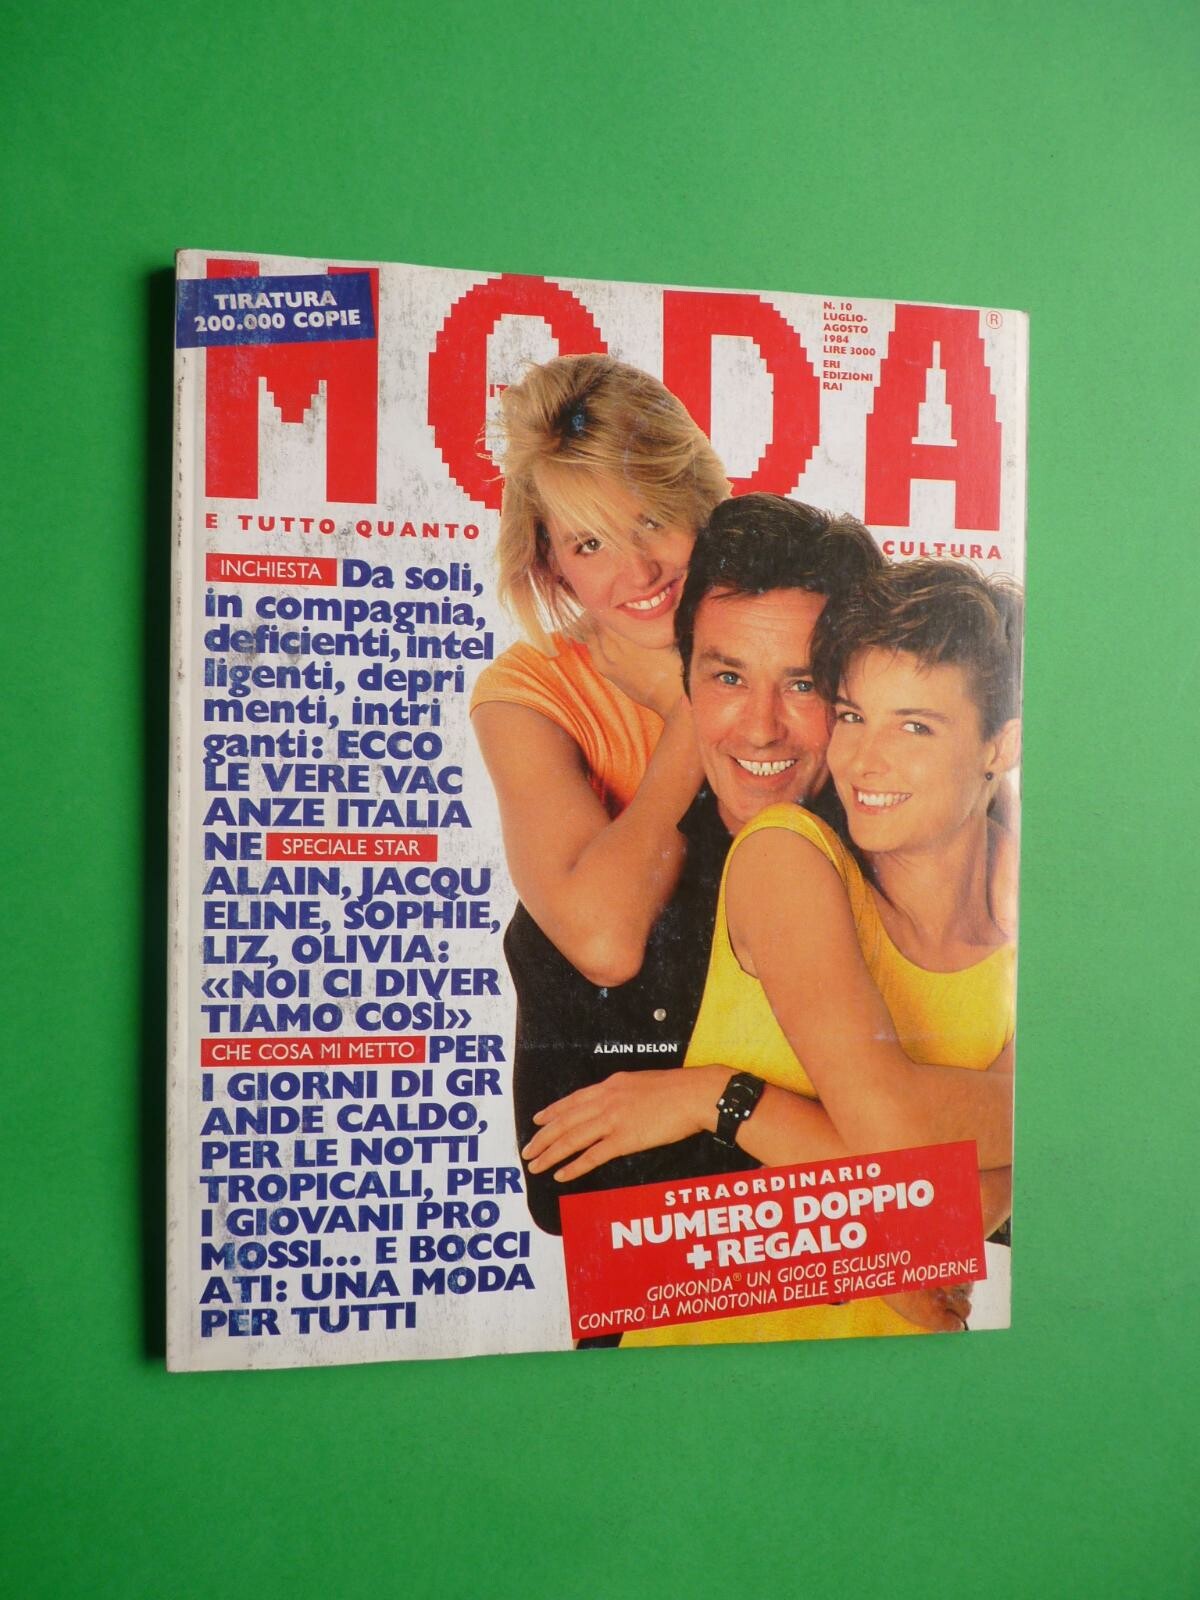 TIRATURA
200.000 COPIE
MODA
®
N. 10
LUGLIO-
AGOSTO
1984
LIRE 3000
ERI
EDIZIONI
RAI
IT
E TUTTO QUANTO
CULTURA
INCHIESTA Da soli,
in compagnia,
deficienti, intel
ligenti, depri
menti, intri
ganti: ECCO
LE VERE VAC
ANZE ITALIA
NE SPECIALE STAR
ALAIN, JACQU
ELINE, SOPHIE,
LIZ, OLIVIA:
«NOI CI DIVER
TIAMO COSÌ»
CHE COSA MI METTO PER
I GIORNI DI GR
ANDE CALDO,
PER LE NOTTI
TROPICALI, PER
I GIOVANI PRO
MOSSI... E BOCCI
ATI: UNA MODA
PER TUTTI
ALAIN DELON
STRAORDINARIO
NUMERO DOPPIO
+ REGALO
GIOKONDA® UN GIOCO ESCLUSIVO
CONTRO LA MONOTONIA DELLE SPIAGGE MODERNE